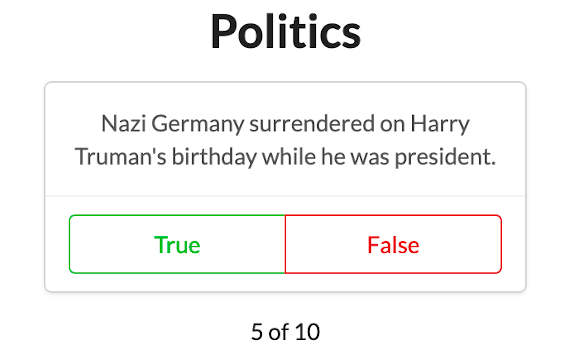 Politics
Nazi Germany surrendered on Harry
Truman's birthday while he was president.
True
False
5 of 10